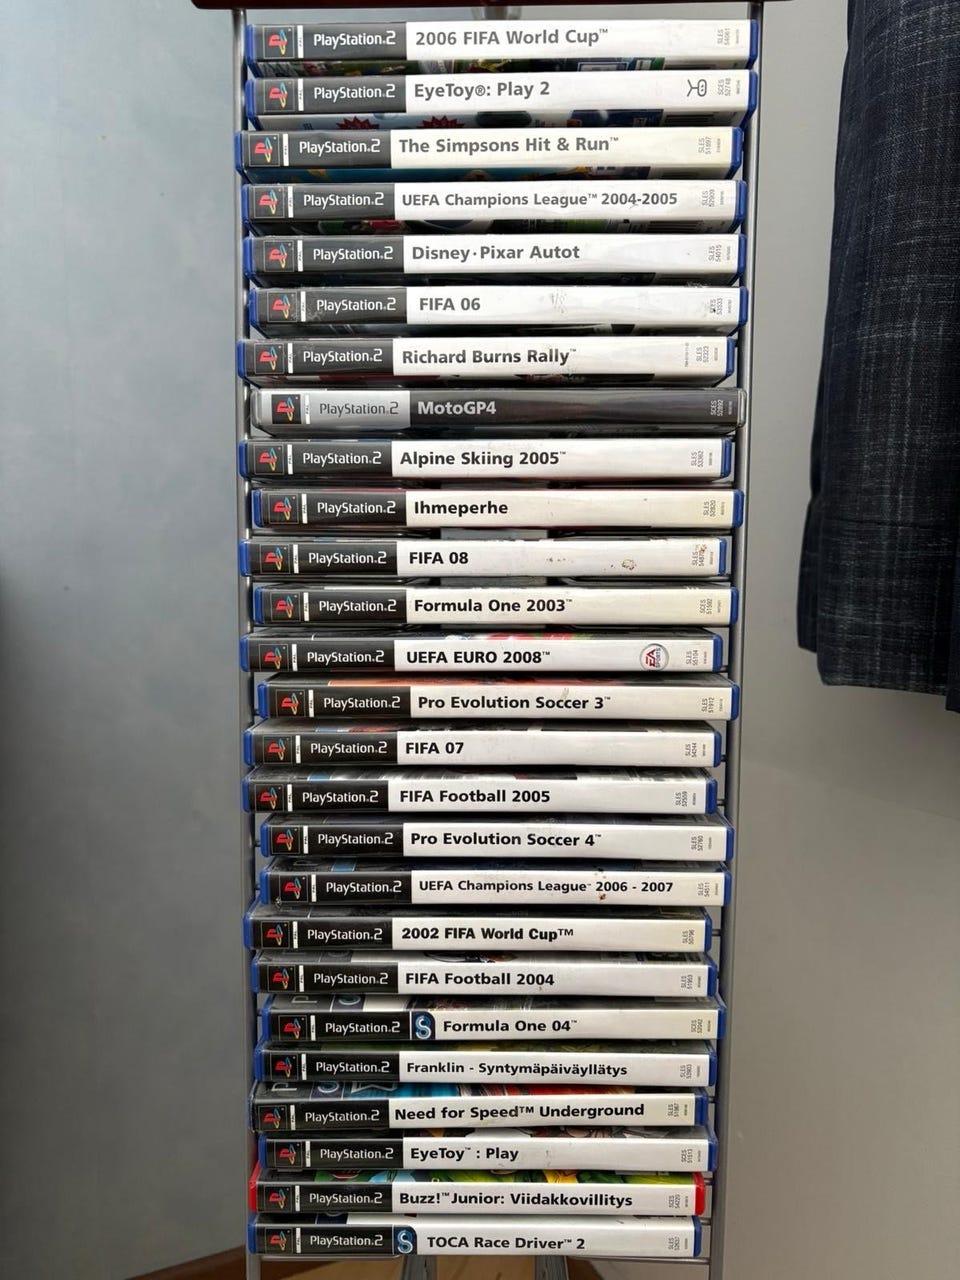 PlayStation.2 2006 FIFA World Cup™
PlayStation.2 EyeToy®: Play 2
PlayStation.2 The Simpsons Hit & Run™
PlayStation.2 UEFA Champions League™ 2004-2005
PlayStation.2 Disney·Pixar Autot
PlayStation.2 FIFA 06
PlayStation.2 Richard Burns Rally™
PlayStation.2 MotoGP4
PlayStation.2 Alpine Skiing 2005™
PlayStation.2 Ihmeperhe
PlayStation.2 FIFA 08
PlayStation.2 Formula One 2003™
PlayStation.2 UEFA EURO 2008™ EA SPORTS
PlayStation.2 Pro Evolution Soccer 3™
PlayStation.2 FIFA 07
PlayStation.2 FIFA Football 2005
PlayStation.2 Pro Evolution Soccer 4™
PlayStation.2 UEFA Champions League™ 2006 - 2007
PlayStation.2 2002 FIFA World Cup™
PlayStation.2 FIFA Football 2004
PlayStation.2 Formula One 04™
PlayStation.2 Franklin - Syntymäpäiväyllätys
PlayStation.2 Need for Speed™ Underground
PlayStation.2 EyeToy™ : Play
PlayStation.2 Buzz!™ Junior: Viidakkovillitys
PlayStation.2 TOCA Race Driver™ 2